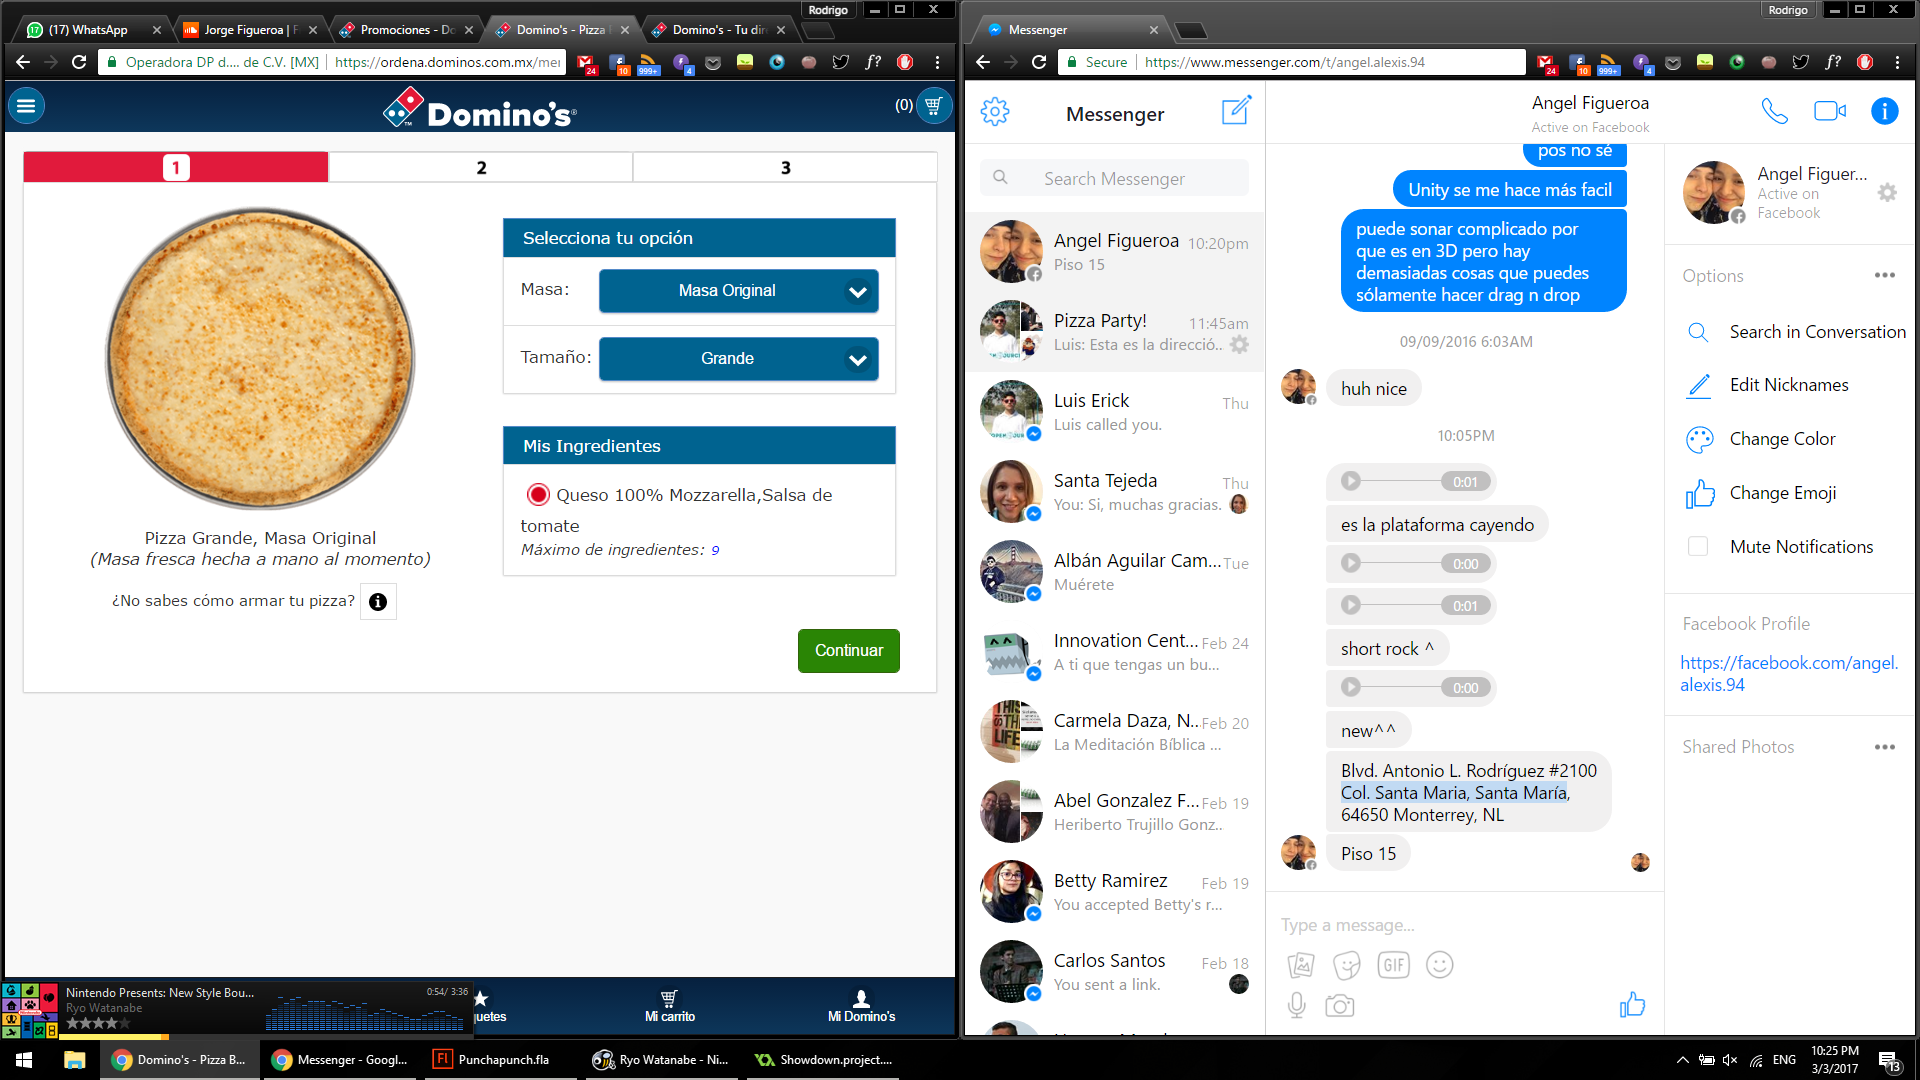 Rodrigo
(17) WhatsApp
Jorge Figueroa | F
Promociones - Do
Domino's - Pizza
Domino's - Tu dire
Operadora DP d.... de C.V. [MX]
https://ordena.dominos.com.mx/me
24
10
999+
4
f?
Domino's
(0)
1
2
3
Selecciona tu opción
Masa:
Masa Original
Tamaño:
Grande
Mis Ingredientes
Queso 100% Mozzarella,Salsa de
tomate
Máximo de ingredientes: 9
Pizza Grande, Masa Original
(Masa fresca hecha a mano al momento)
¿No sabes cómo armar tu pizza?
Continuar
Nintendo Presents: New Style Bou...
0:54/ 3:36
Ryo Watanabe
quetes
Mi carrito
Mi Domino's
Rodrigo
Messenger
Secure
https://www.messenger.com/t/angel.alexis.94
24
10
999+
4
f?
Messenger
Search Messenger
Angel Figueroa
10:20pm
Piso 15
Pizza Party!
11:45am
Luis: Esta es la direcció..
Luis Erick
Thu
Luis called you.
Santa Tejeda
Thu
You: Si, muchas gracias.
Albán Aguilar Cam...
Tue
Muérete
Innovation Cent...
Feb 24
A ti que tengas un bu...
Carmela Daza, N...
Feb 20
La Meditación Bíblica ...
Abel Gonzalez F...
Feb 19
Heriberto Trujillo Gonz..
Betty Ramirez
Feb 19
You accepted Betty's r...
Carlos Santos
Feb 18
You sent a link.
Angel Figueroa
Active on Facebook
pos no sé
Unity se me hace más facil
puede sonar complicado por
que es en 3D pero hay
demasiadas cosas que puedes
sólamente hacer drag n drop
09/09/2016 6:03AM
huh nice
10:05PM
0:01
es la plataforma cayendo
0:00
0:01
short rock ^
0:00
new^^
Blvd. Antonio L. Rodríguez #2100
Col. Santa Maria, Santa María,
64650 Monterrey, NL
Piso 15
Type a message...
GIF
Angel Figuer...
Active on
Facebook
Options
Search in Conversation
Edit Nicknames
Change Color
Change Emoji
Mute Notifications
Facebook Profile
https://facebook.com/angel.
alexis.94
Shared Photos
Domino's - Pizza B...
Messenger - Googl...
Punchapunch.fla
Ryo Watanabe - Ni...
Showdown.project....
ENG
10:25 PM
3/3/2017
13